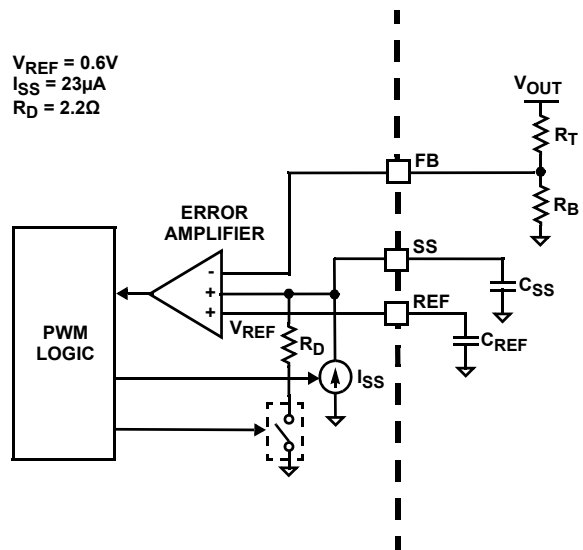 V_REF = 0.6V
I_SS = 23µA
R_D = 2.2Ω
V_OUT
R_T
FB
R_B
ERROR
AMPLIFIER
SS
-
+
+
C_SS
REF
V_REF
R_D
C_REF
PWM
LOGIC
I_SS